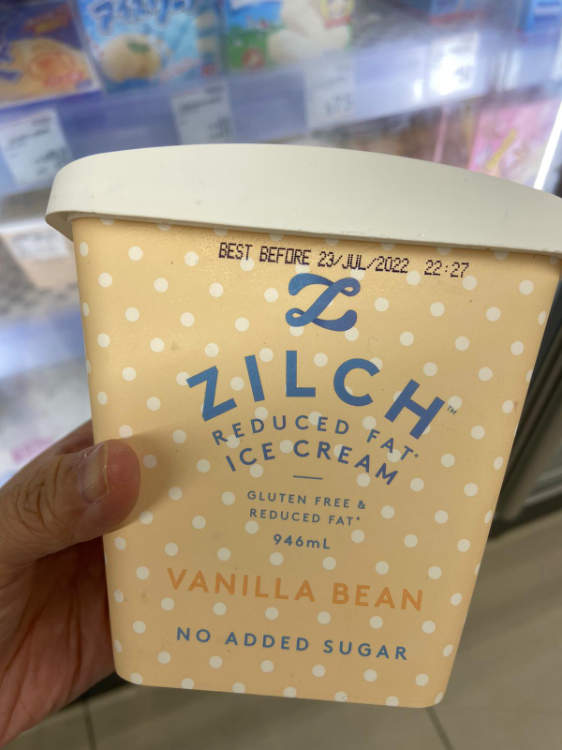 BEST BEFORE 23/JUL/2022 22:27
ZILCH™
REDUCED FAT*
ICE CREAM
GLUTEN FREE &
REDUCED FAT*
946mL
VANILLA BEAN
NO ADDED SUGAR